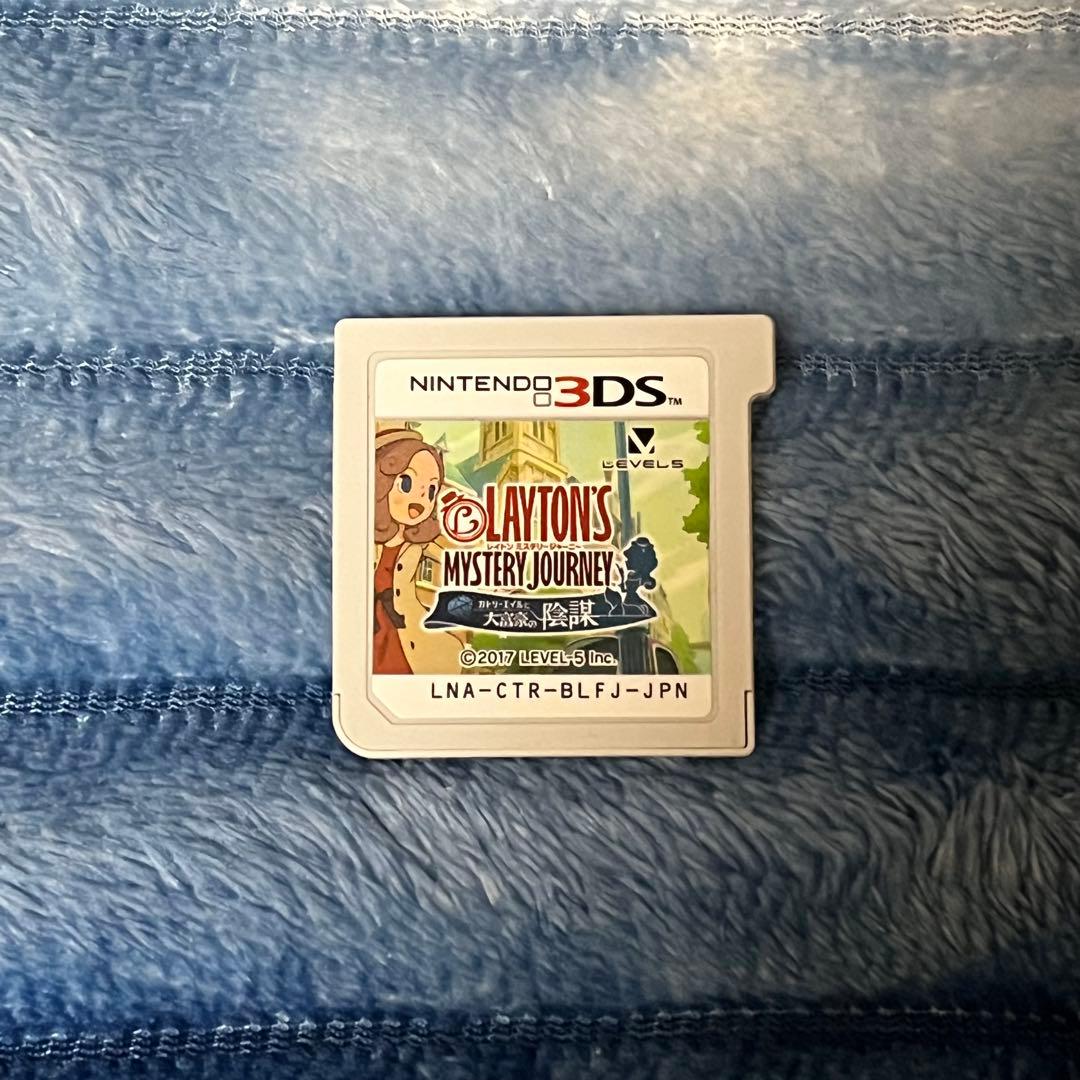 NINTENDO 3DS™
LEVEL5
LAYTON'S
レイトン ミステリージャーニー
MYSTERY JOURNEY
カトリーエイルと
大富豪の陰謀
©2017 LEVEL-5 Inc.
LNA-CTR-BLFJ-JPN